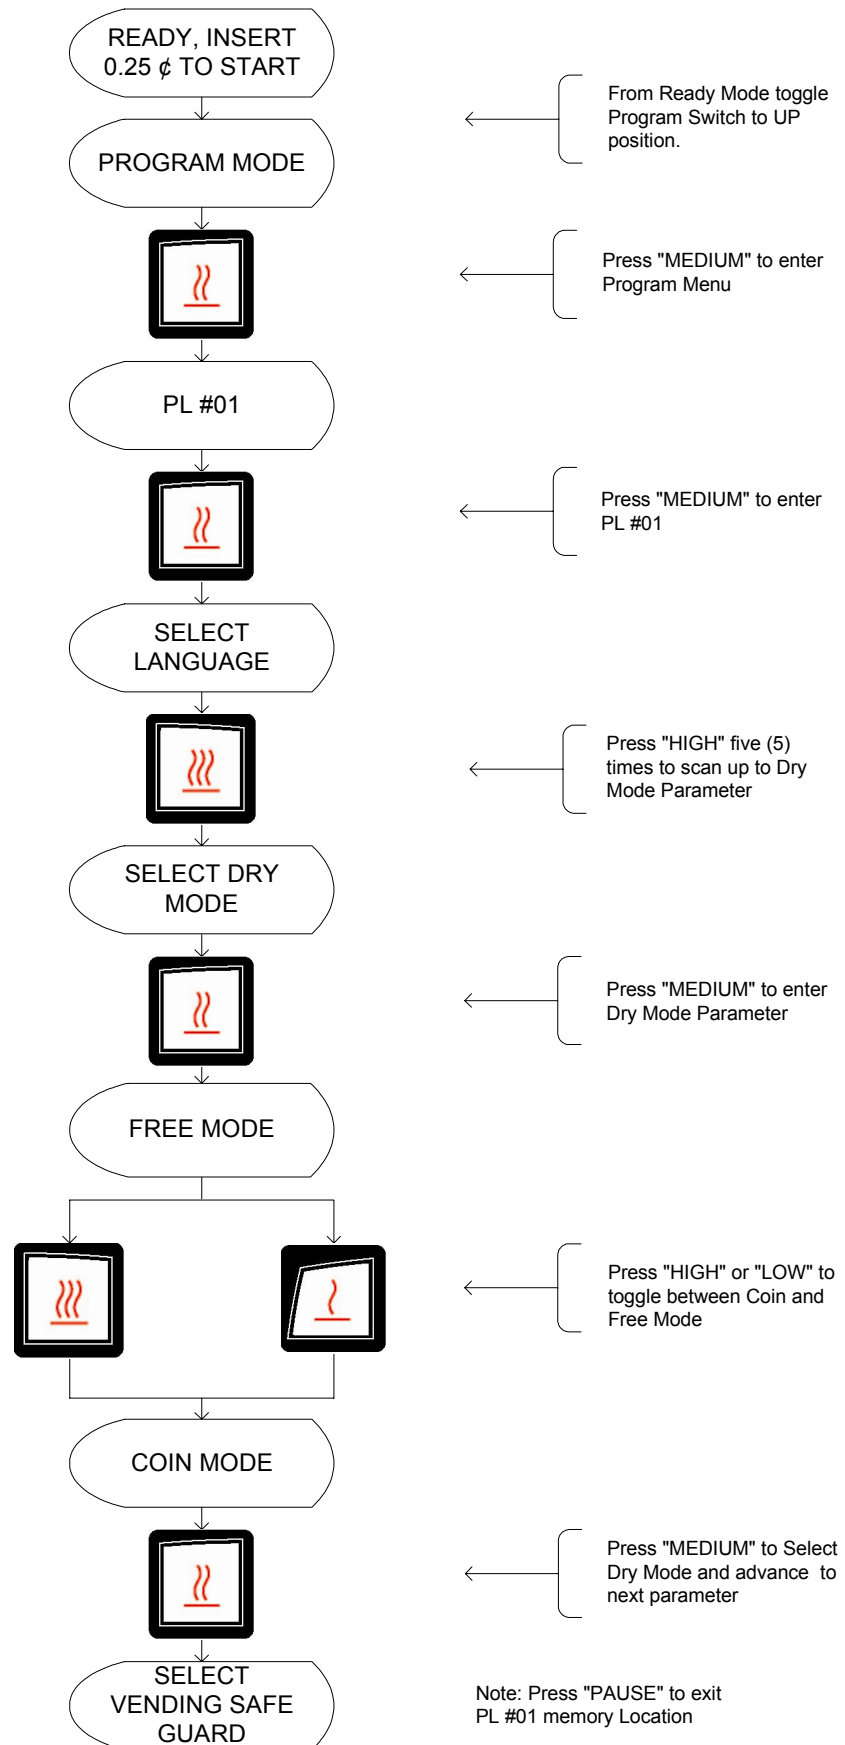 READY, INSERT
0.25 ¢ TO START
From Ready Mode toggle
Program Switch to UP
position.
PROGRAM MODE
Press "MEDIUM" to enter
Program Menu
PL #01
Press "MEDIUM" to enter
PL #01
SELECT
LANGUAGE
Press "HIGH" five (5)
times to scan up to Dry
Mode Parameter
SELECT DRY
MODE
Press "MEDIUM" to enter
Dry Mode Parameter
FREE MODE
Press "HIGH" or "LOW" to
toggle between Coin and
Free Mode
COIN MODE
Press "MEDIUM" to Select
Dry Mode and advance to
next parameter
SELECT
VENDING SAFE
GUARD
Note: Press "PAUSE" to exit
PL #01 memory Location